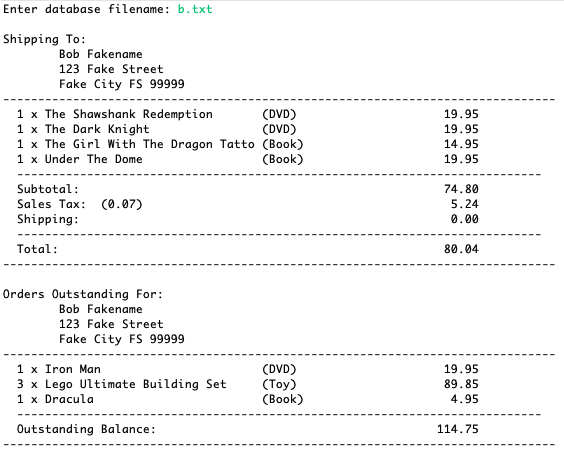 Enter database filename: b.txt
Shipping To:
Bob Fakename
123 Fake Street
Fake City FS 99999
--------------------------------------------------------------------------------
1 x The Shawshank Redemption (DVD) 19.95
1 x The Dark Knight (DVD) 19.95
1 x The Girl With The Dragon Tatto (Book) 14.95
1 x Under The Dome (Book) 19.95
---------------------------------------------------------------------------
Subtotal: 74.80
Sales Tax: (0.07) 5.24
Shipping: 0.00
---------------------------------------------------------------------------
Total: 80.04
--------------------------------------------------------------------------------
Orders Outstanding For:
Bob Fakename
123 Fake Street
Fake City FS 99999
--------------------------------------------------------------------------------
1 x Iron Man (DVD) 19.95
3 x Lego Ultimate Building Set (Toy) 89.85
1 x Dracula (Book) 4.95
---------------------------------------------------------------------------
Outstanding Balance: 114.75
--------------------------------------------------------------------------------